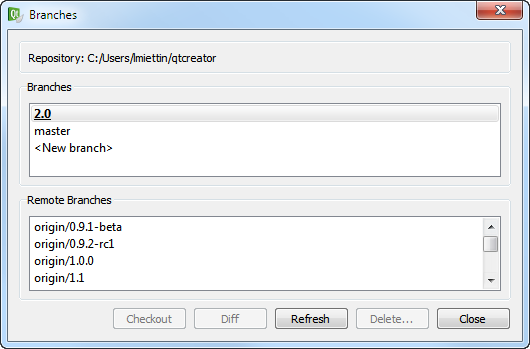 Branches
Repository: C:/Users/lmiettin/qtcreator
Branches
2.0
master
<New branch>
Remote Branches
origin/0.9.1-beta
origin/0.9.2-rc1
origin/1.0.0
origin/1.1
Checkout Diff Refresh Delete... Close